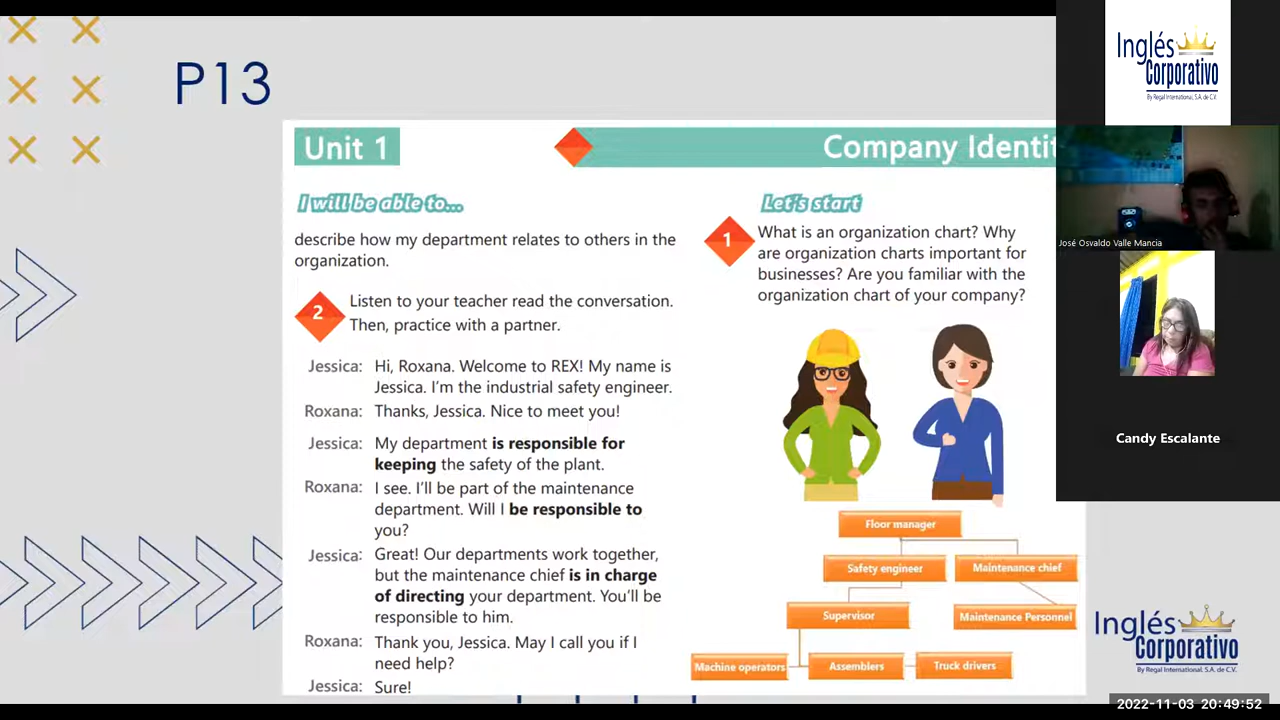 P13
Unit 1
Company Identit
I will be able to...
describe how my department relates to others in the
organization.
2
Listen to your teacher read the conversation.
Then, practice with a partner.
Jessica: Hi, Roxana. Welcome to REX! My name is
Jessica. I'm the industrial safety engineer.
Roxana: Thanks, Jessica. Nice to meet you!
Jessica: My department is responsible for
keeping the safety of the plant.
Roxana: I see. I'll be part of the maintenance
department. Will I be responsible to
you?
Jessica: Great! Our departments work together,
but the maintenance chief is in charge
of directing your department. You'll be
responsible to him.
Roxana: Thank you, Jessica. May I call you if I
need help?
Jessica: Sure!
Let's start
1
What is an organization chart? Why
are organization charts important for
businesses? Are you familiar with the
organization chart of your company?
Floor manager
Safety engineer
Maintenance chief
Supervisor
Maintenance Personnel
Machine operators
Assemblers
Truck drivers
Inglés
Corporativo
By Regal International, S.A. de C.V.
José Osvaldo Valle Mancia
Candy Escalante
Inglés
Corporativo
By Regal International, S.A. de C.V.
2022-11-03 20:49:52